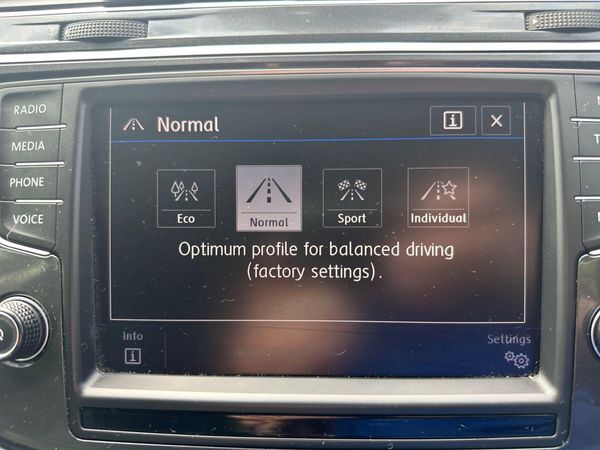 RADIO
MEDIA
PHONE
VOICE
Normal
i
X
Eco
Normal
Sport
Individual
Optimum profile for balanced driving
(factory settings).
Info
i
Settings